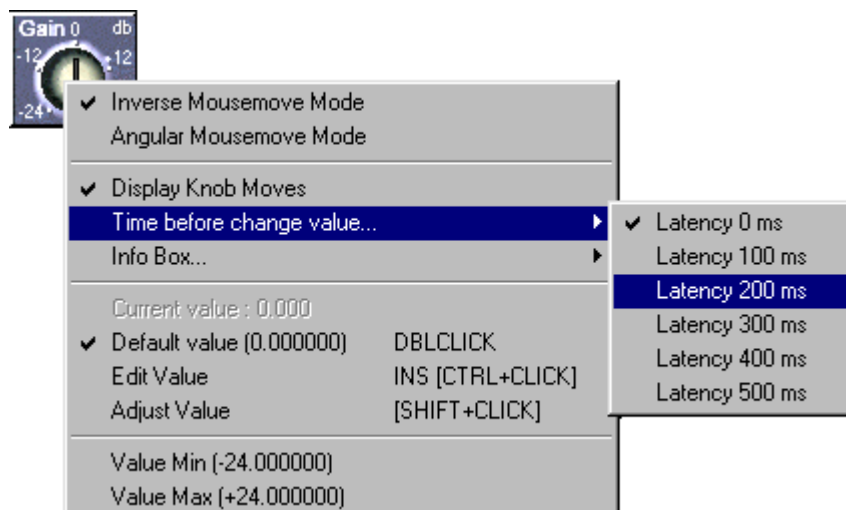 Gain 0 db
-12 12
-24
Inverse Mousemove Mode
Angular Mousemove Mode
Display Knob Moves
Time before change value...
Info Box...
Current value : 0.000
Default value (0.000000) DBLCLICK
Edit Value INS [CTRL+CLICK]
Adjust Value [SHIFT+CLICK]
Value Min (-24.000000)
Value Max (+24.000000)
Latency 0 ms
Latency 100 ms
Latency 200 ms
Latency 300 ms
Latency 400 ms
Latency 500 ms